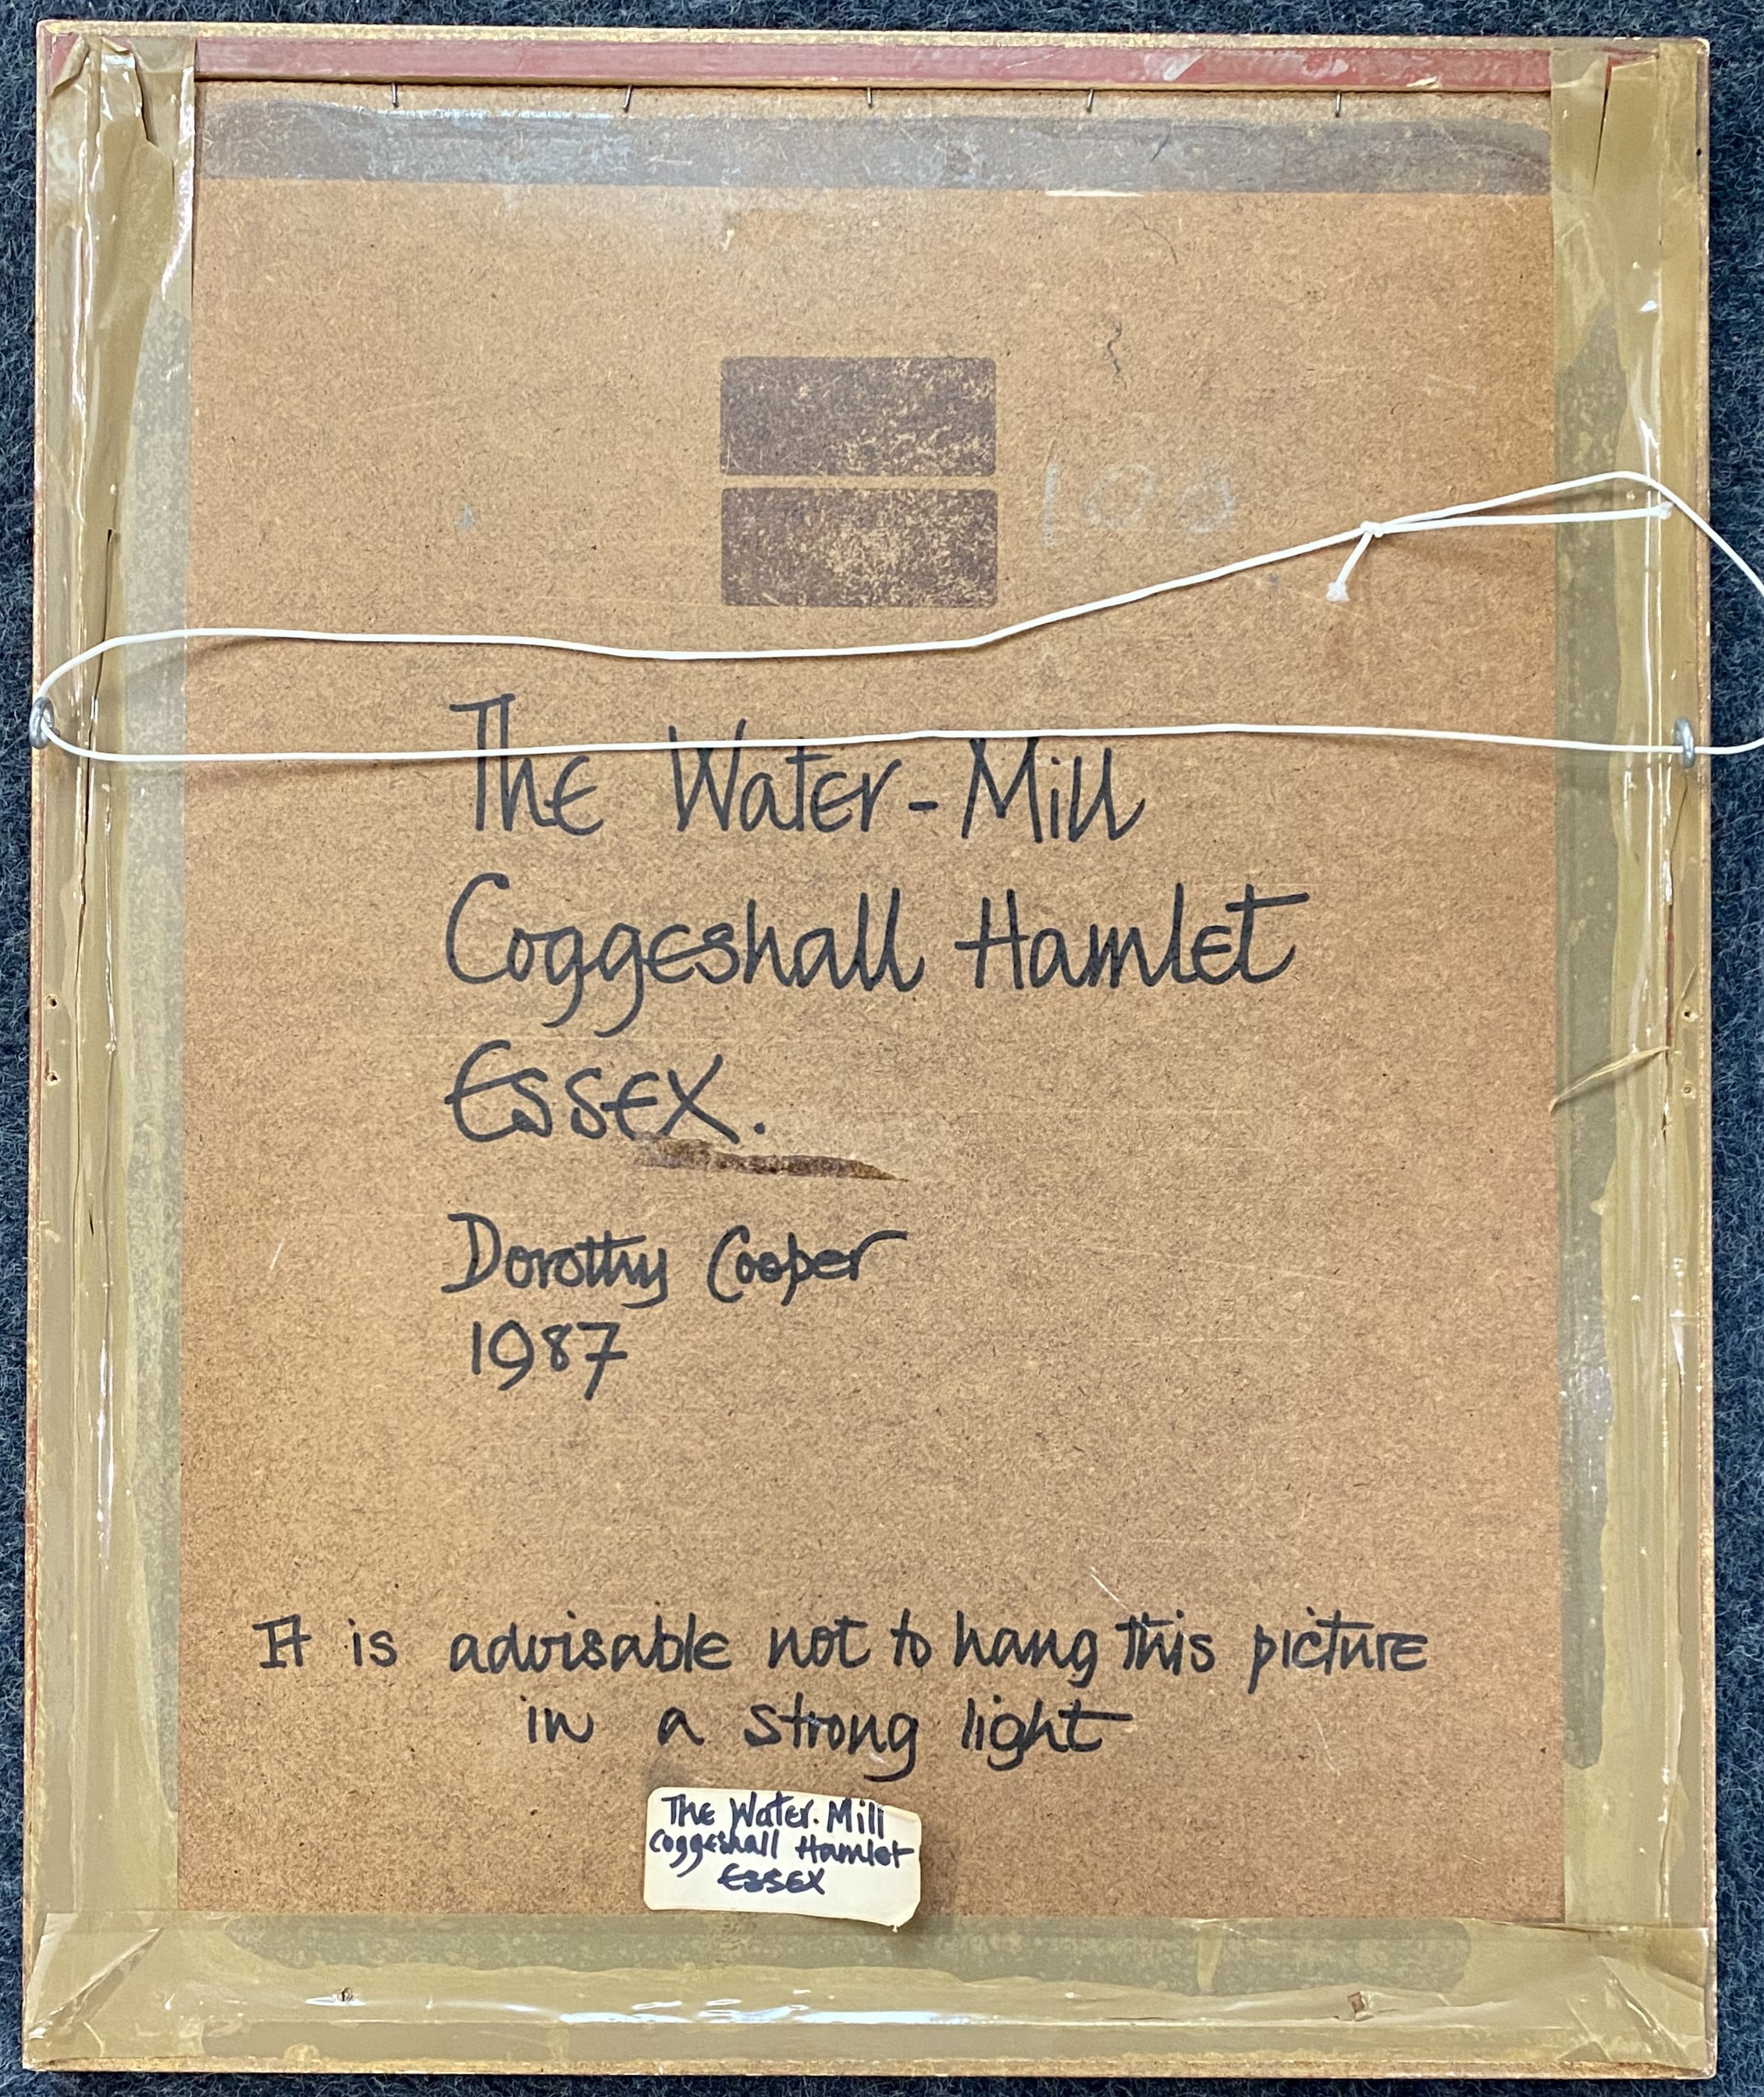 100
The Water-Mill
Coggeshall Hamlet
Essex.
Dorothy Cooper
1987
It is advisable not to hang this picture
in a strong light
The Water-Mill
Coggeshall Hamlet
Essex